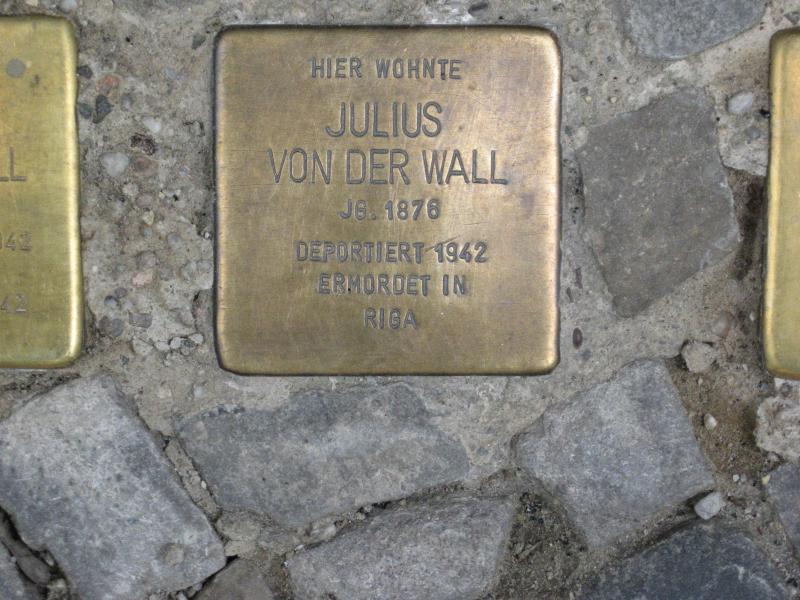 HIER WOHNTE
JULIUS
VON DER WALL
JG. 1876
DEPORTIERT 1942
ERMORDET IN
RIGA